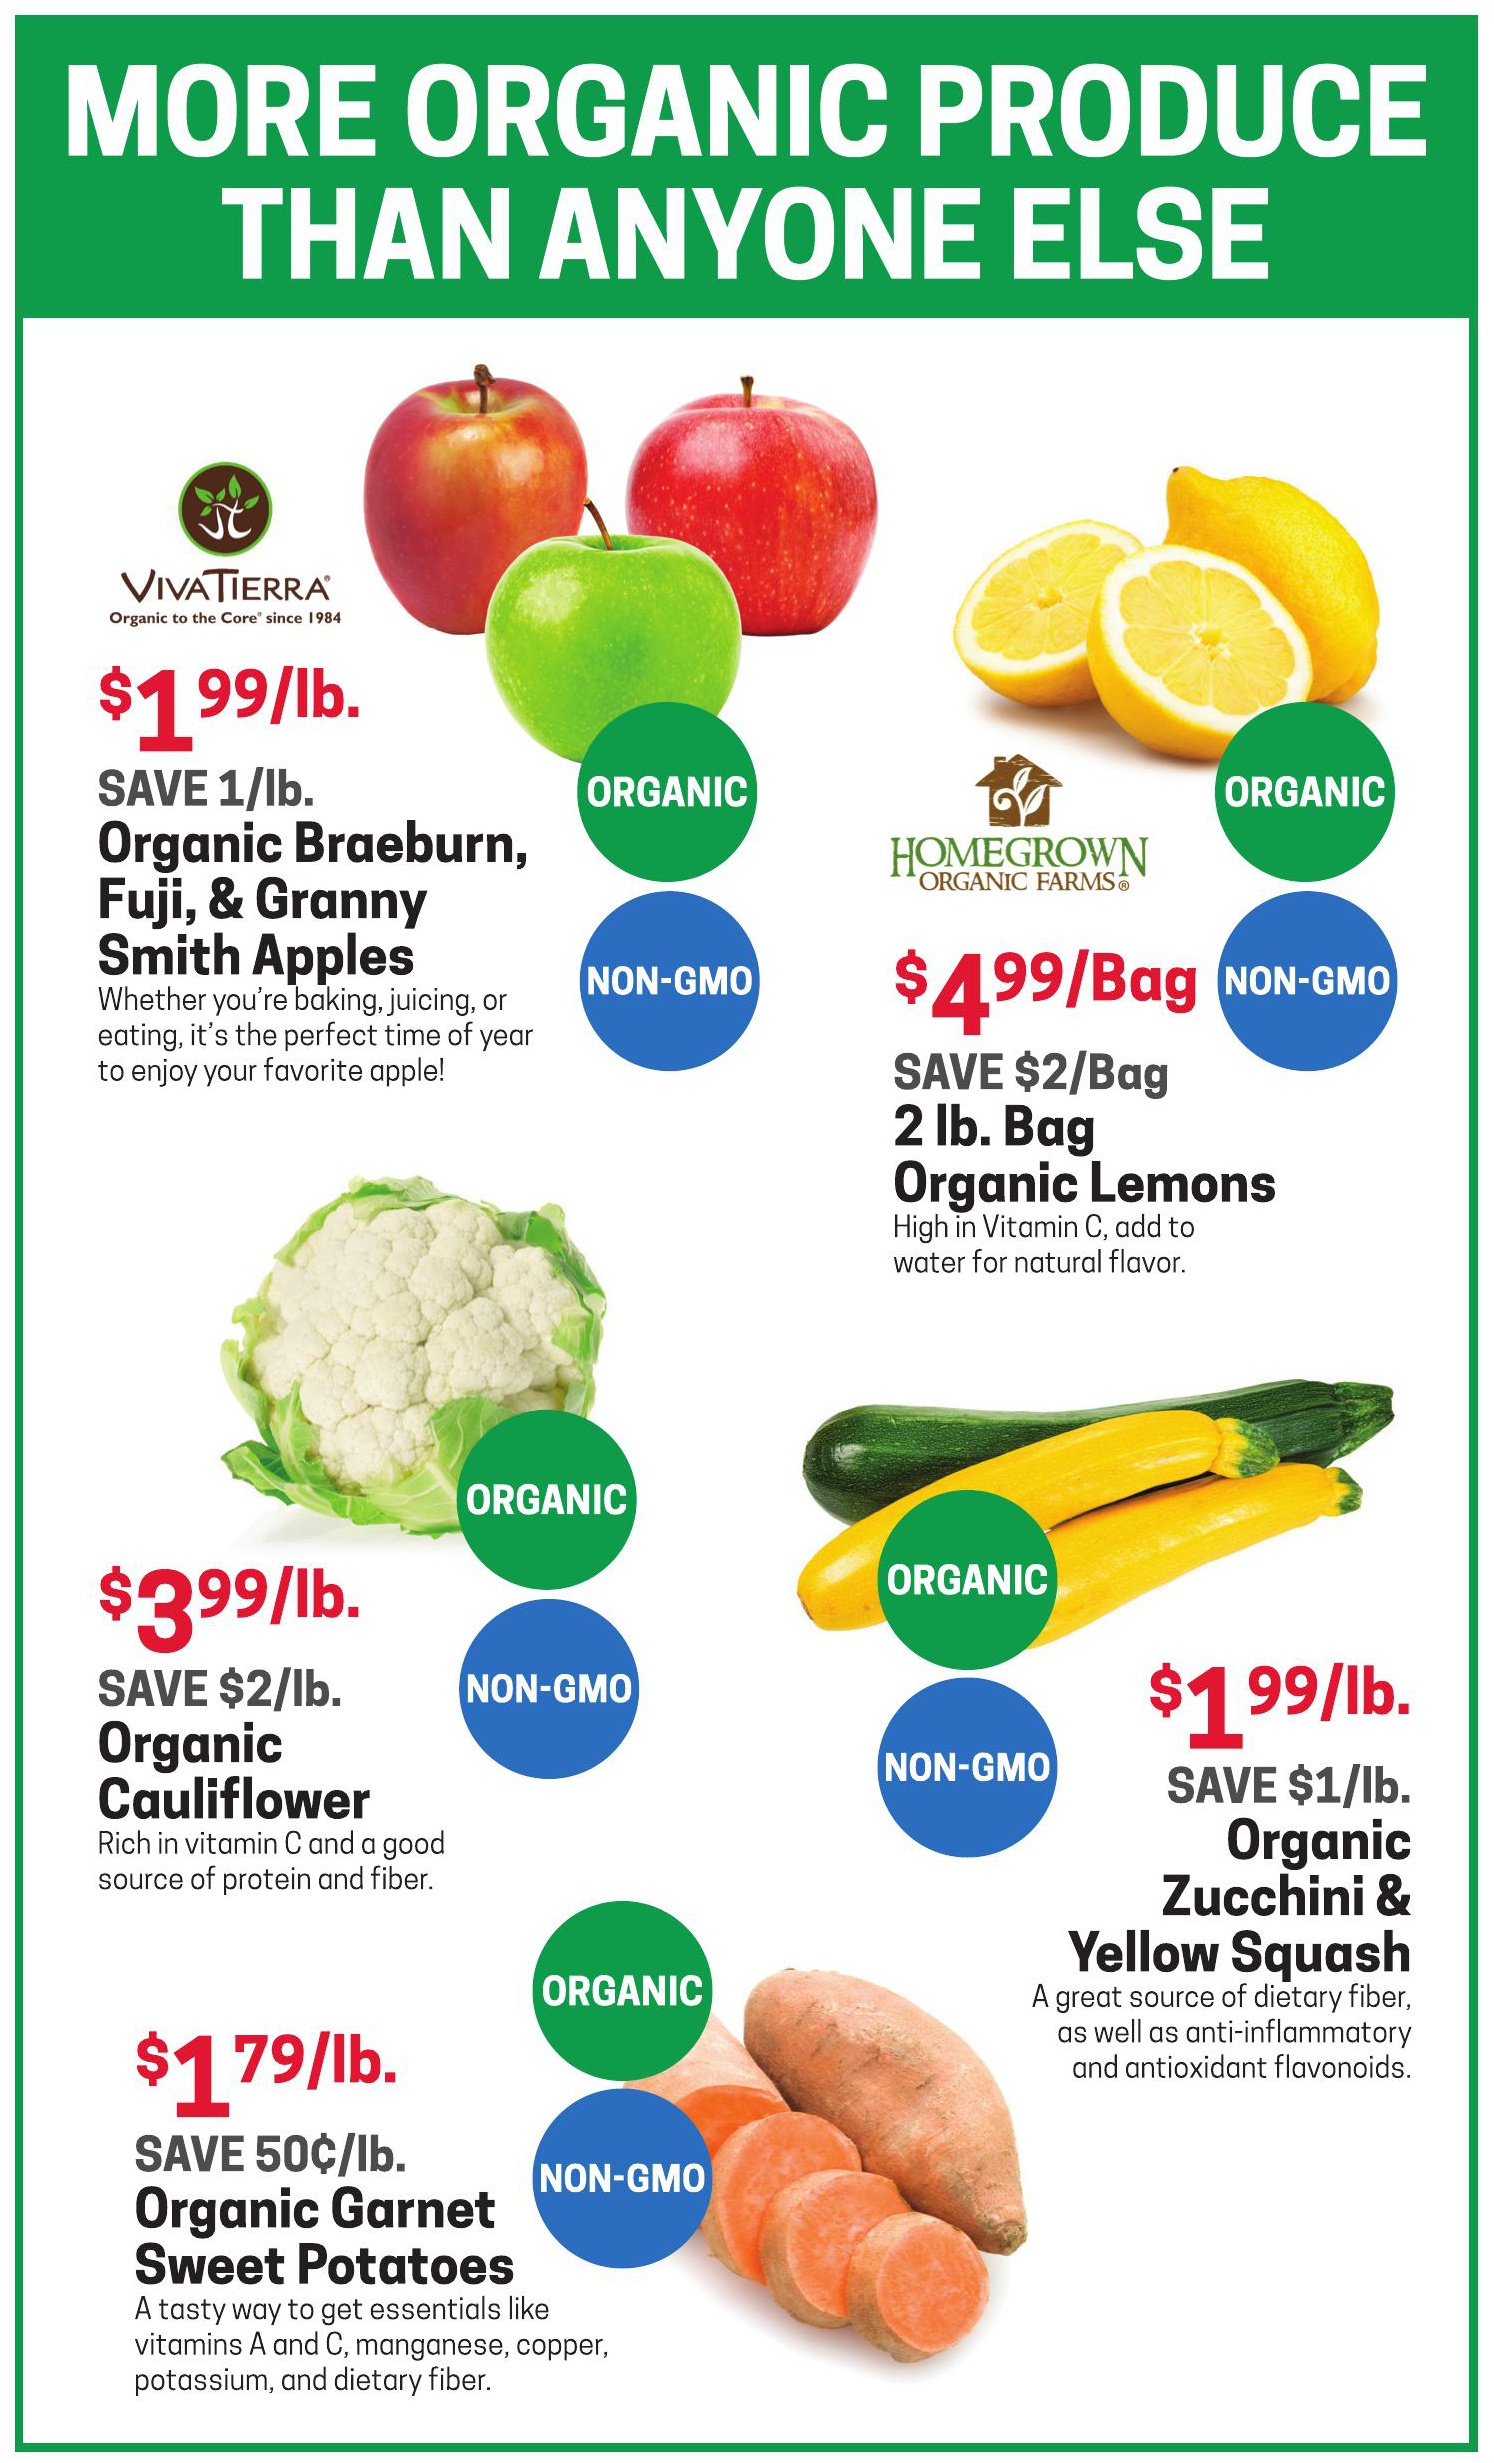 MORE ORGANIC PRODUCE
THAN ANYONE ELSE
VIVATIERRA®
Organic to the Core® since 1984
$1 99/lb.
SAVE 1/lb.
Organic Braeburn,
Fuji, & Granny
Smith Apples
Whether you're baking, juicing, or
eating, it's the perfect time of year
to enjoy your favorite apple!
ORGANIC
NON-GMO
HOMEGROWN
ORGANIC FARMS®
ORGANIC
NON-GMO
$4 99/Bag
SAVE $2/Bag
2 lb. Bag
Organic Lemons
High in Vitamin C, add to
water for natural flavor.
ORGANIC
NON-GMO
$3 99/lb.
SAVE $2/lb.
Organic
Cauliflower
Rich in vitamin C and a good
source of protein and fiber.
ORGANIC
NON-GMO
$1 99/lb.
SAVE $1/lb.
Organic
Zucchini &
Yellow Squash
A great source of dietary fiber,
as well as anti-inflammatory
and antioxidant flavonoids.
ORGANIC
NON-GMO
$1 79/lb.
SAVE 50¢/lb.
Organic Garnet
Sweet Potatoes
A tasty way to get essentials like
vitamins A and C, manganese, copper,
potassium, and dietary fiber.